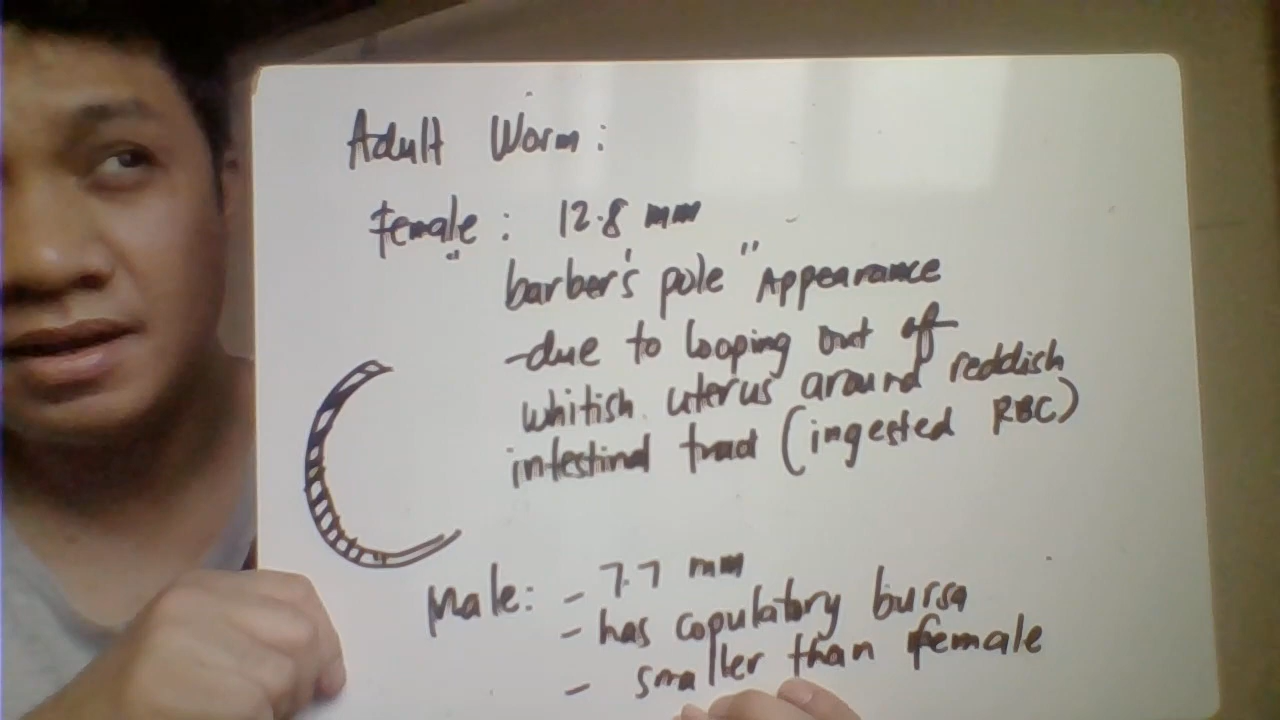 Adult Worm:
Female: 12.8 mm
"barber's pole" Appearance
-due to looping out off
whitish uterus around reddish
intestinal tract (ingested RBC)
Male: - 7.7 mm
- has copulatory bursa
- smaller than female